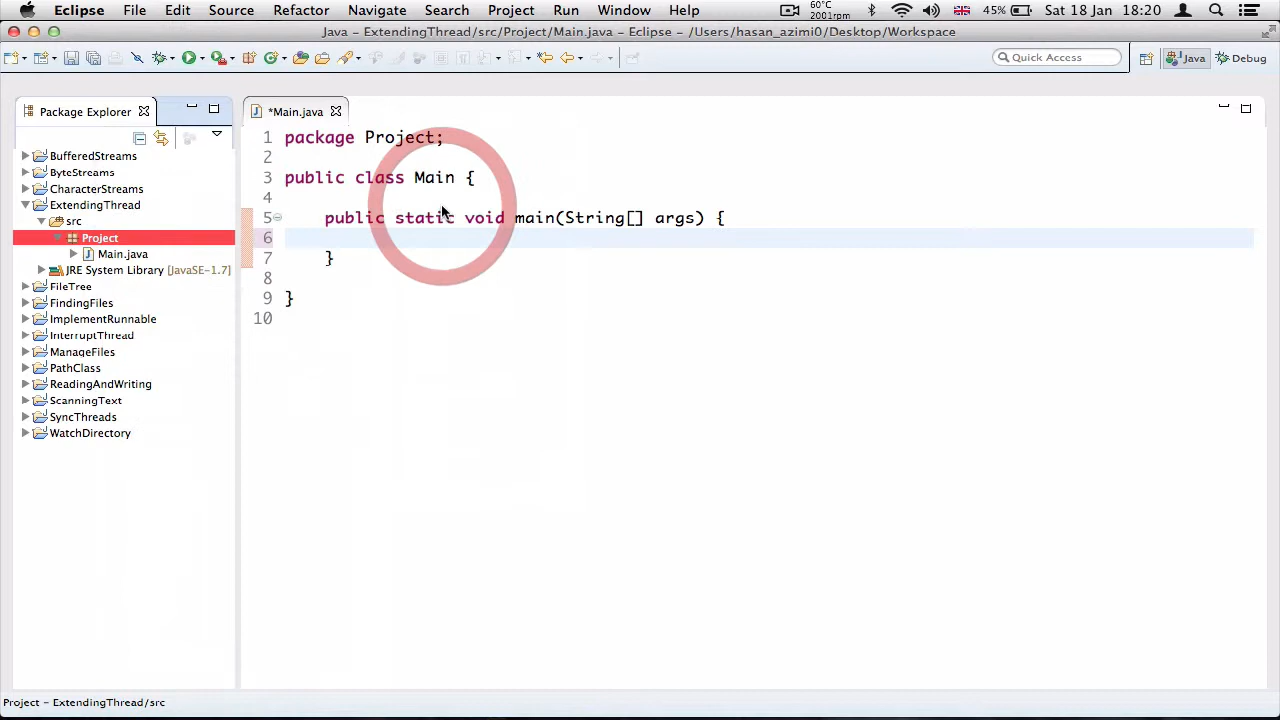 Eclipse File Edit Source Refactor Navigate Search Project Run Window Help 60°C 2001rpm 45% Sat 18 Jan 18:20
Java – ExtendingThread/src/Project/Main.java – Eclipse – /Users/hasan_azimi0/Desktop/Workspace
Quick Access Java Debug
Package Explorer
BufferedStreams
ByteStreams
CharacterStreams
ExtendingThread
src
Project
Main.java
JRE System Library [JavaSE-1.7]
FileTree
FindingFiles
ImplementRunnable
InterruptThread
ManageFiles
PathClass
ReadingAndWriting
ScanningText
SyncThreads
WatchDirectory
*Main.java
1 package Project;
2
3 public class Main {
4
5 public static void main(String[] args) {
6
7 }
8
9 }
10
Project – ExtendingThread/src